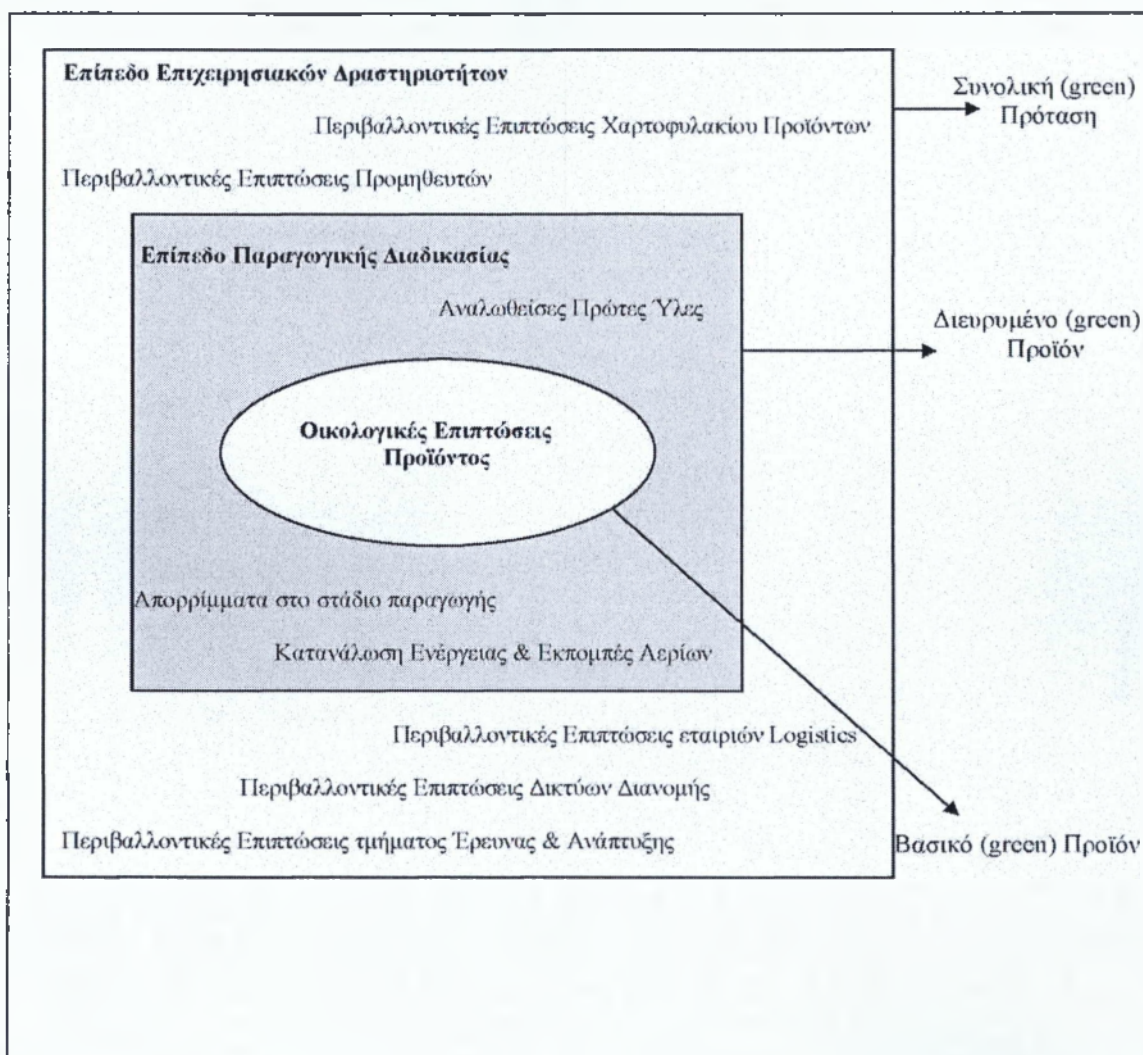 Επίπεδο Επιχειρησιακών Δραστηριοτήτων
Συνολική (green)
Πρόταση
Περιβαλλοντικές Επιπτώσεις Χαρτοφυλακίου Προϊόντων
Περιβαλλοντικές Επιπτώσεις Προμηθευτών
Επίπεδο Παραγωγικής Διαδικασίας
Αναλωθείσες Πρώτες Ύλες
Διευρυμένο (green)
Προϊόν
Οικολογικές Επιπτώσεις
Προϊόντος
Απορρίμματα στο στάδιο παραγωγής
Κατανάλωση Ενέργειας & Εκπομπές Αερίων
Περιβαλλοντικές Επιπτώσεις εταιριών Logistics
Περιβαλλοντικές Επιπτώσεις Δικτύων Διανομής
Περιβαλλοντικές Επιπτώσεις τμήματος Έρευνας & Ανάπτυξης
Βασικό (green) Προϊόν